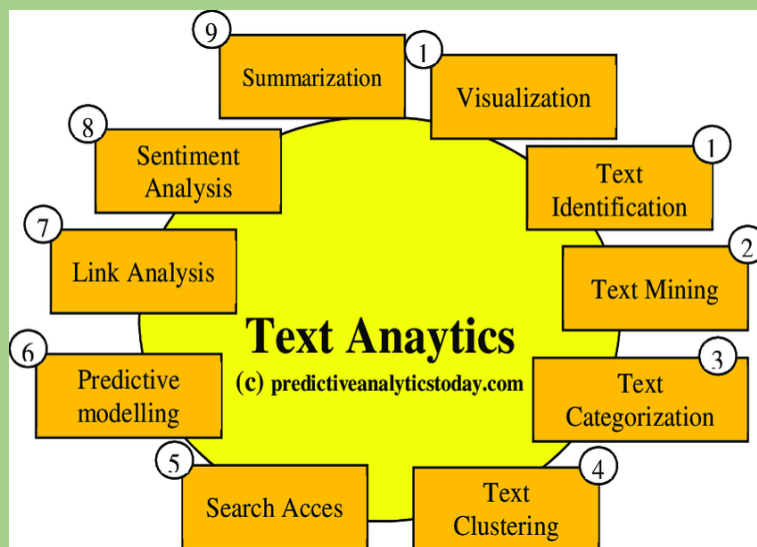 9
Summarization
1
Visualization
8
Sentiment
Analysis
1
Text
Identification
7
Link Analysis
2
Text Mining
Text Anaytics
(c) predictiveanalyticstoday.com
6
Predictive
modelling
3
Text
Categorization
5
Search Acces
4
Text
Clustering